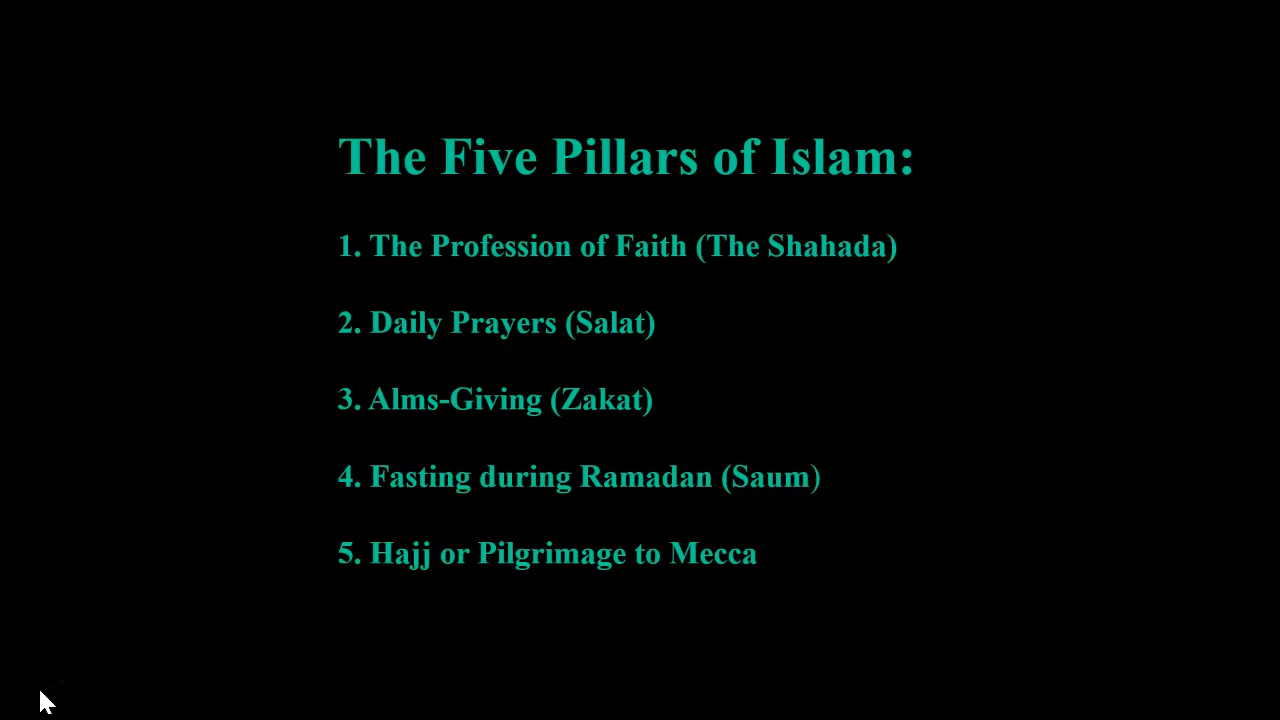 The Five Pillars of Islam:
1. The Profession of Faith (The Shahada)
2. Daily Prayers (Salat)
3. Alms-Giving (Zakat)
4. Fasting during Ramadan (Saum)
5. Hajj or Pilgrimage to Mecca